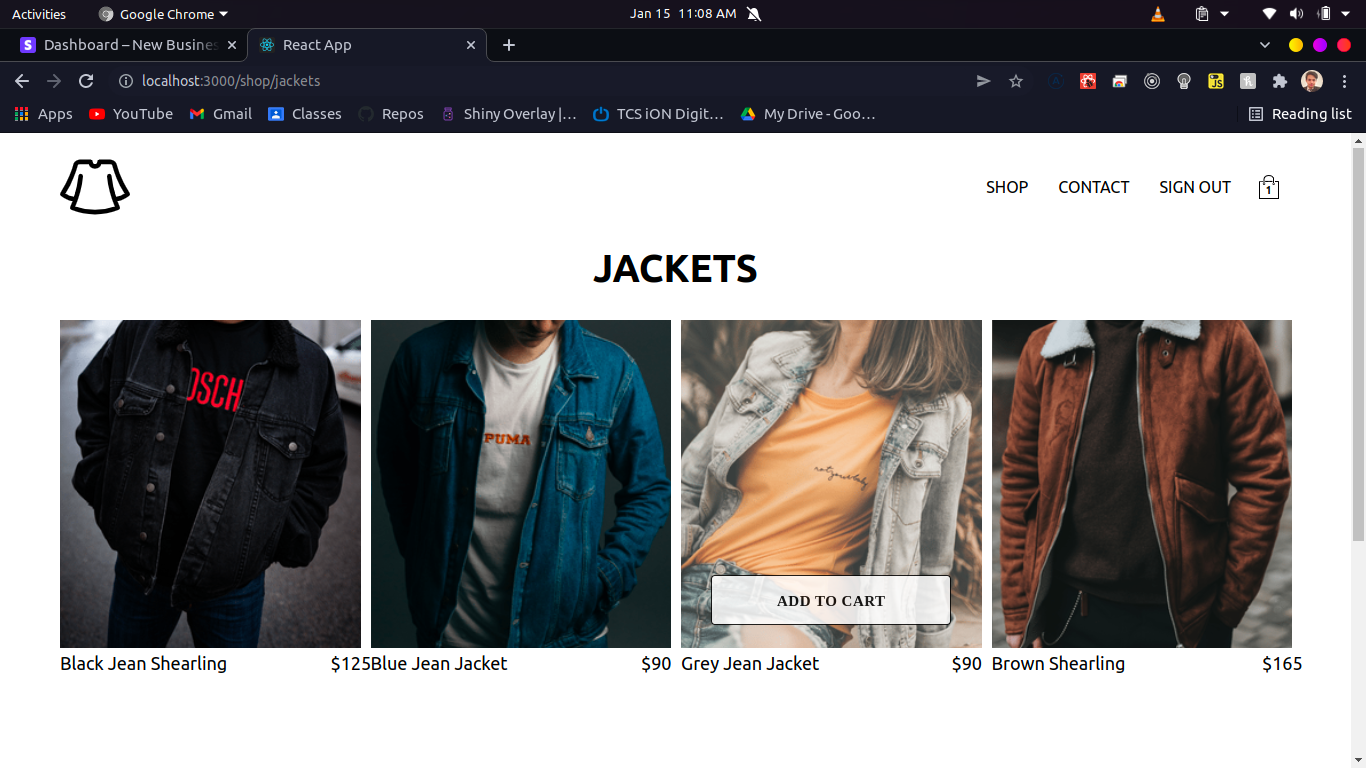 Activities Google Chrome Jan 15 11:08 AM
S Dashboard – New Busines React App
localhost:3000/shop/jackets
Apps YouTube Gmail Classes Repos Shiny Overlay |… TCS iON Digit… My Drive - Goo… Reading list
SHOP CONTACT SIGN OUT 1
JACKETS
OSCH
PUMA
ADD TO CART
Black Jean Shearling $125 Blue Jean Jacket $90 Grey Jean Jacket $90 Brown Shearling $165